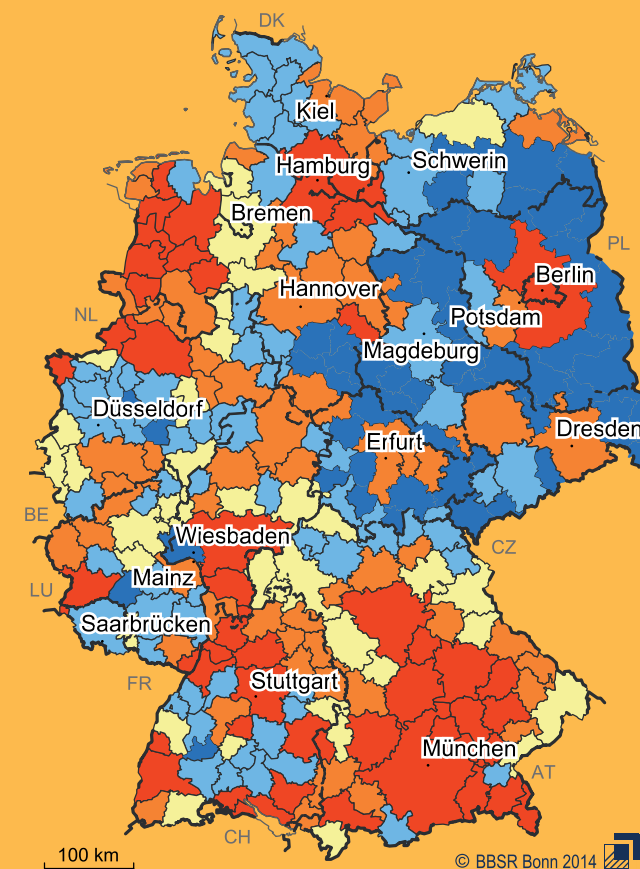 DK
Kiel
Hamburg
Schwerin
Bremen
PL
Berlin
Hannover
NL
Potsdam
Magdeburg
Düsseldorf
Dresden
Erfurt
BE
Wiesbaden
CZ
Mainz
LU
Saarbrücken
FR
Stuttgart
München
AT
CH
100 km
© BBSR Bonn 2014